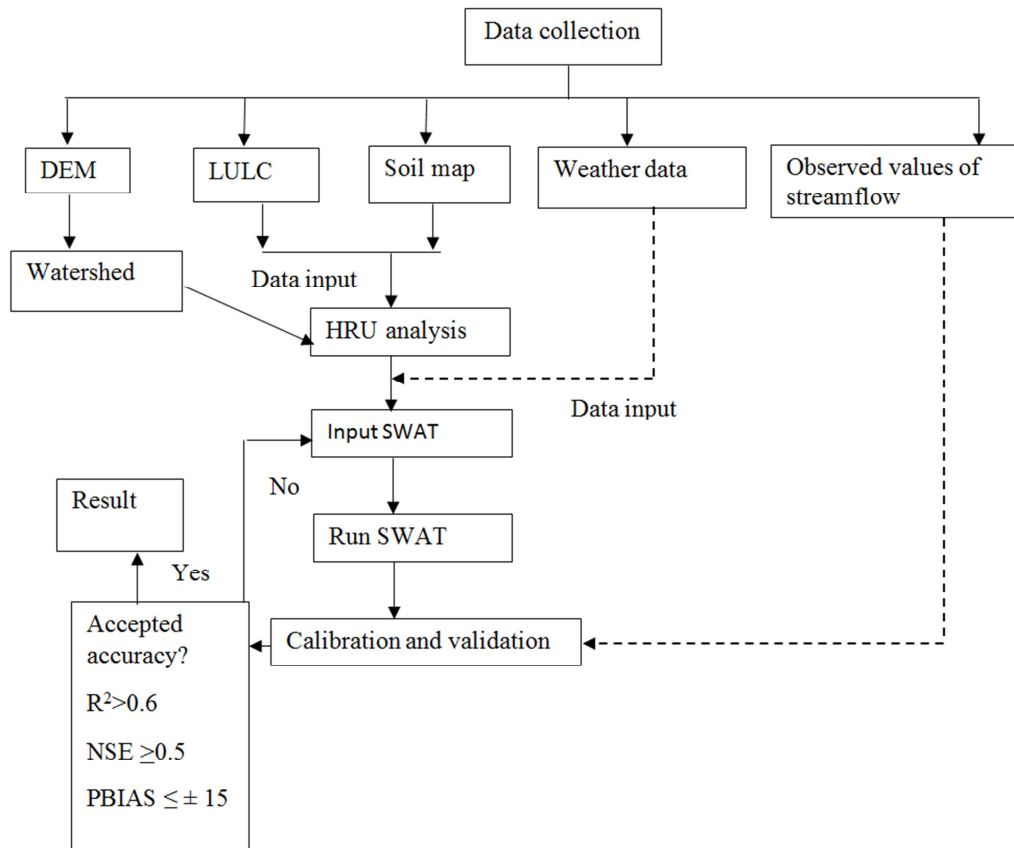 Data collection
DEM
LULC
Soil map
Weather data
Observed values of
streamflow
Watershed
Data input
HRU analysis
Data input
Input SWAT
No
Result
Run SWAT
Yes
Accepted
accuracy?
R²>0.6
NSE ≥0.5
PBIAS ≤ ± 15
Calibration and validation